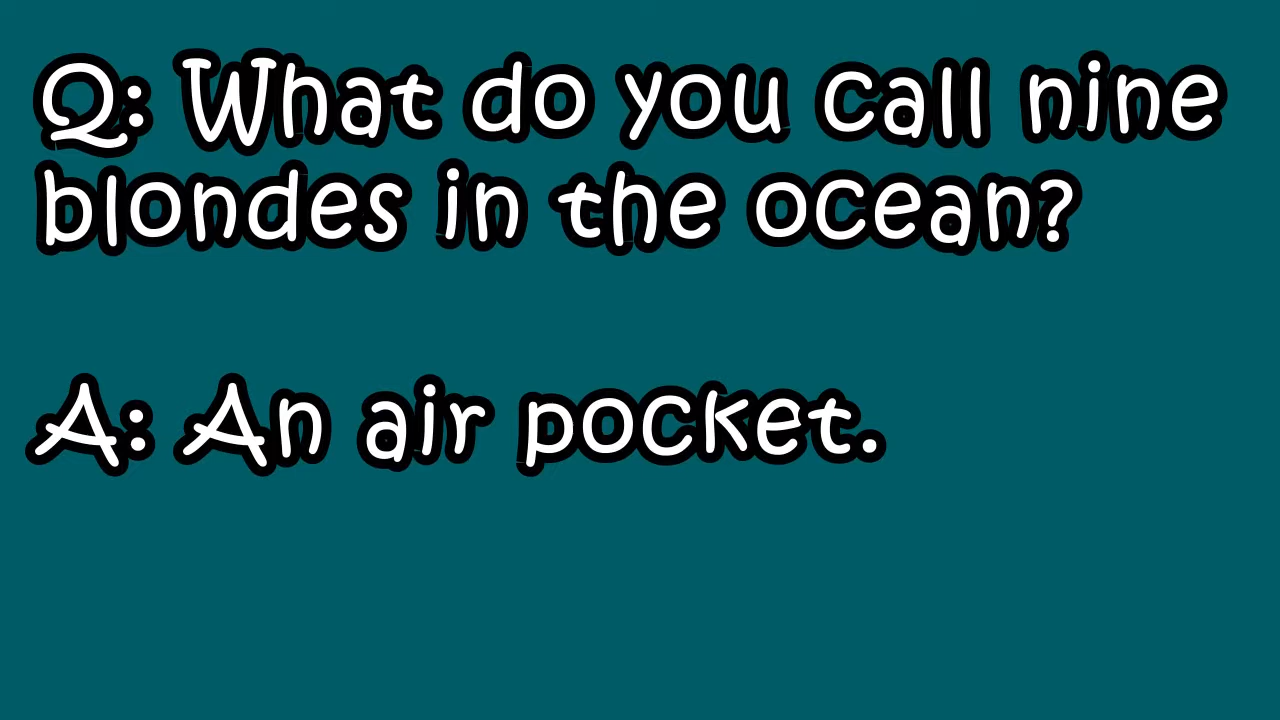 Q: What do you call nine
blondes in the ocean?
A: An air pocket.